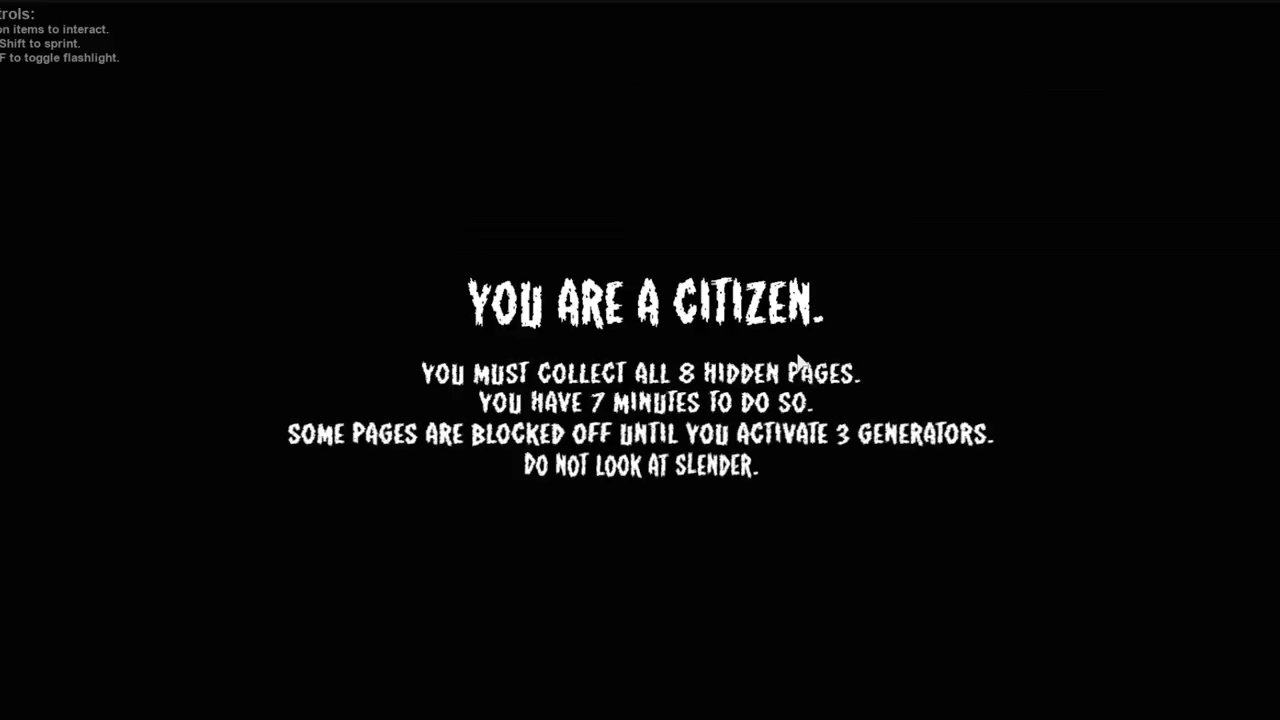 trols:
on items to interact.
Shift to sprint.
F to toggle flashlight.
YOU ARE A CITIZEN.
YOU MUST COLLECT ALL 8 HIDDEN PAGES.
YOU HAVE 7 MINUTES TO DO SO.
SOME PAGES ARE BLOCKED OFF UNTIL YOU ACTIVATE 3 GENERATORS.
DO NOT LOOK AT SLENDER.